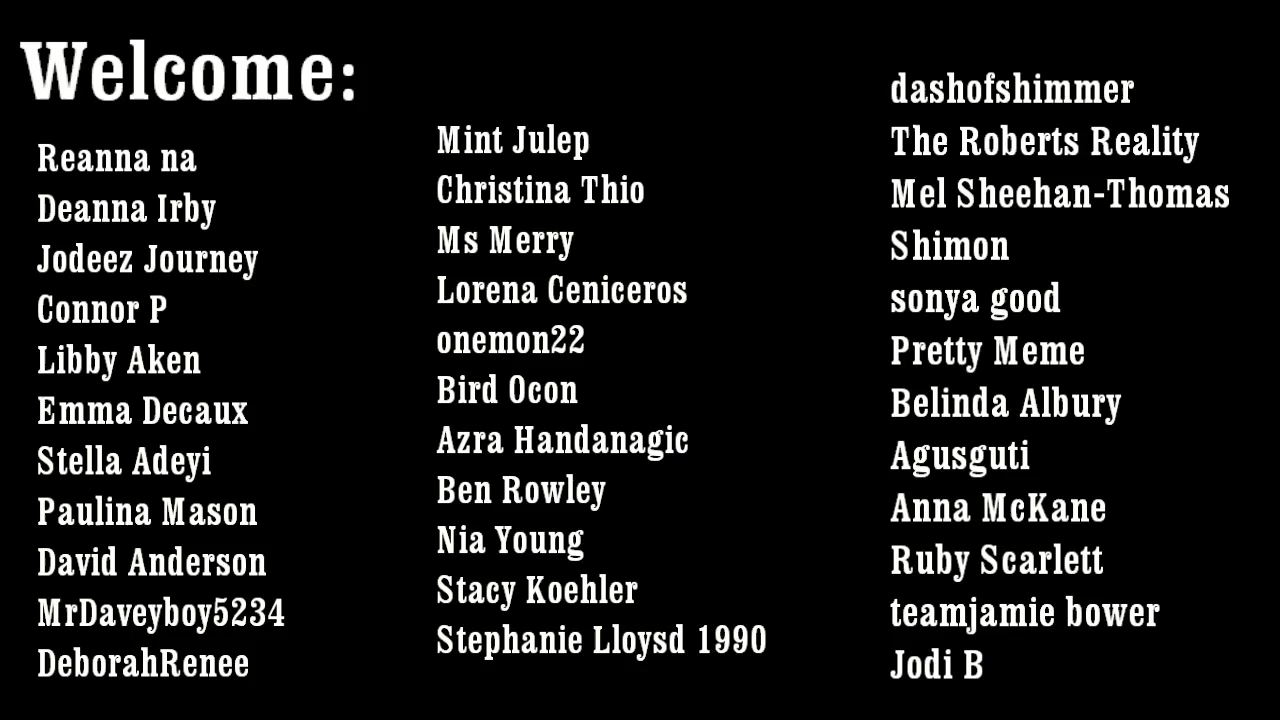 Welcome:
Reanna na
Deanna Irby
Jodeez Journey
Connor P
Libby Aken
Emma Decaux
Stella Adeyi
Paulina Mason
David Anderson
MrDaveyboy5234
DeborahRenee
Mint Julep
Christina Thio
Ms Merry
Lorena Ceniceros
onemon22
Bird Ocon
Azra Handanagic
Ben Rowley
Nia Young
Stacy Koehler
Stephanie Lloysd 1990
dashofshimmer
The Roberts Reality
Mel Sheehan-Thomas
Shimon
sonya good
Pretty Meme
Belinda Albury
Agusguti
Anna McKane
Ruby Scarlett
teamjamie bower
Jodi B